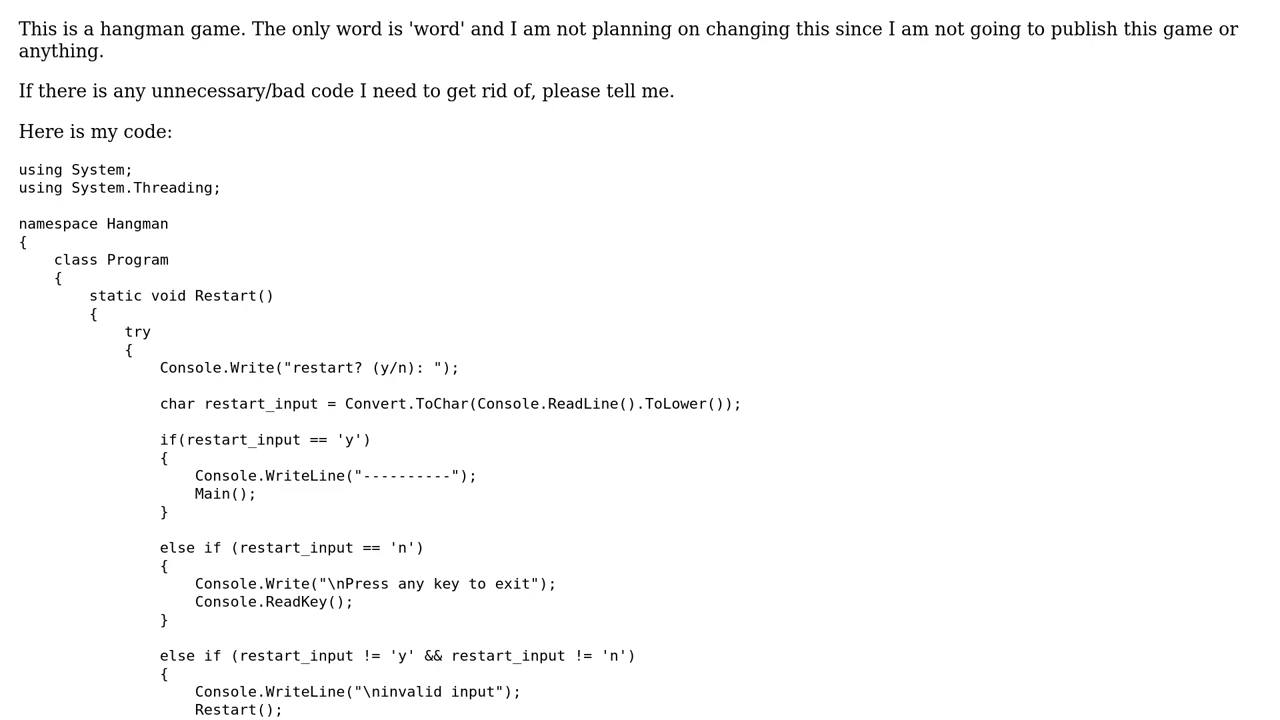 This is a hangman game. The only word is 'word' and I am not planning on changing this since I am not going to publish this game or
anything.
If there is any unnecessary/bad code I need to get rid of, please tell me.
Here is my code:
using System;
using System.Threading;
namespace Hangman
{
    class Program
    {
        static void Restart()
        {
            try
            {
                Console.Write("restart? (y/n): ");
                char restart_input = Convert.ToChar(Console.ReadLine().ToLower());
                if(restart_input == 'y')
                {
                    Console.WriteLine("----------");
                    Main();
                }
                else if (restart_input == 'n')
                {
                    Console.Write("\nPress any key to exit");
                    Console.ReadKey();
                }
                else if (restart_input != 'y' && restart_input != 'n')
                {
                    Console.WriteLine("\ninvalid input");
                    Restart();